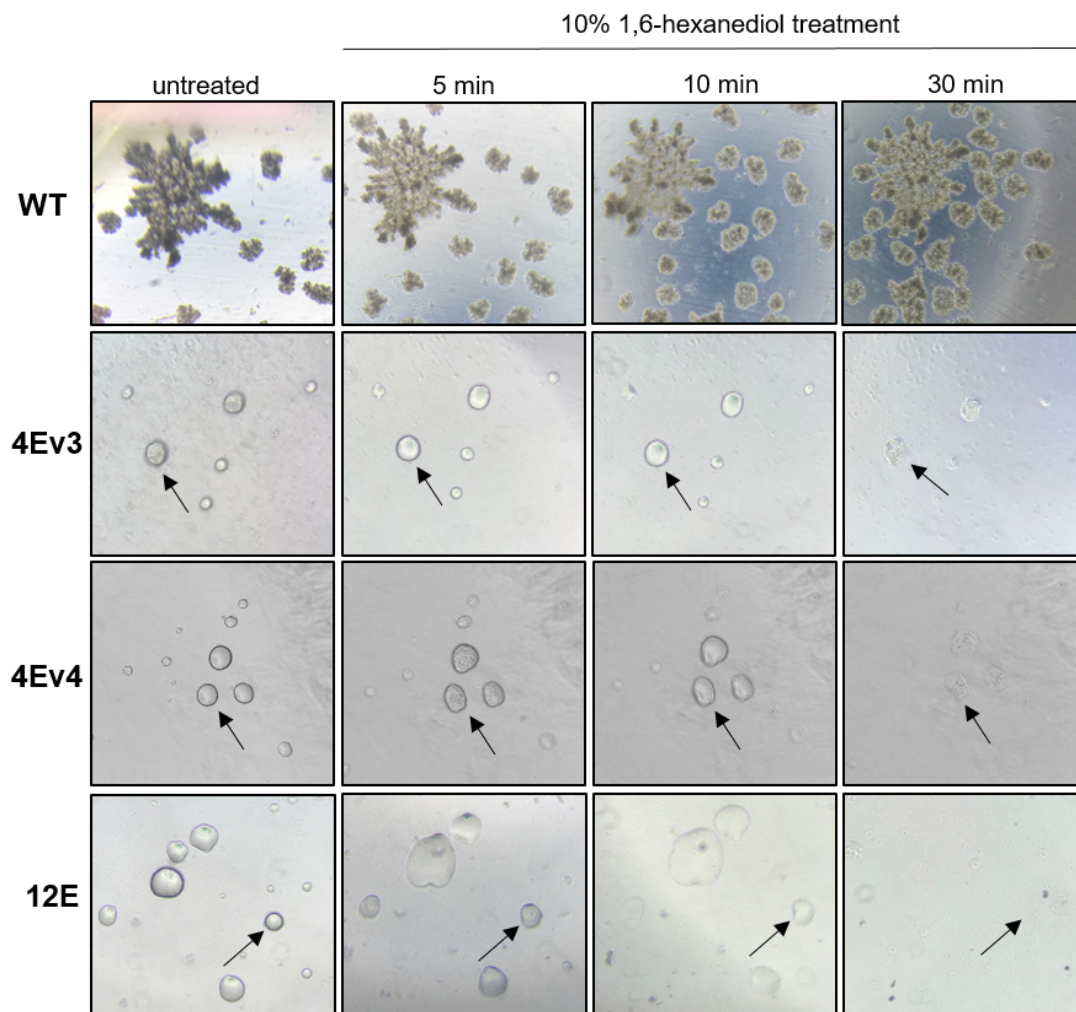 10% 1,6-hexanediol treatment
untreated
5 min
10 min
30 min
WT
4Ev3
4Ev4
12E